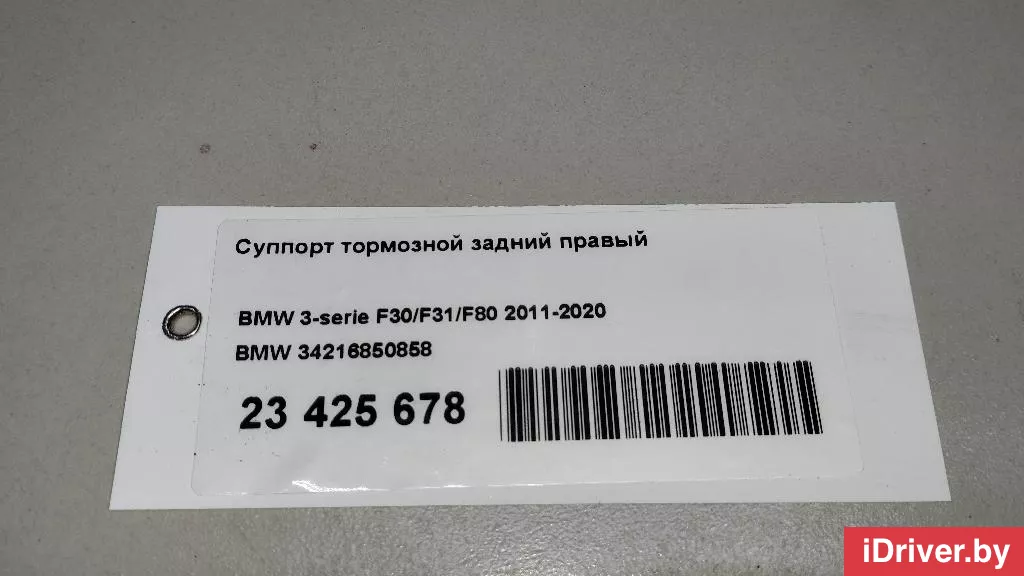 Суппорт тормозной задний правый
BMW 3-serie F30/F31/F80 2011-2020
BMW 34216850858
23 425 678
iDriver.by